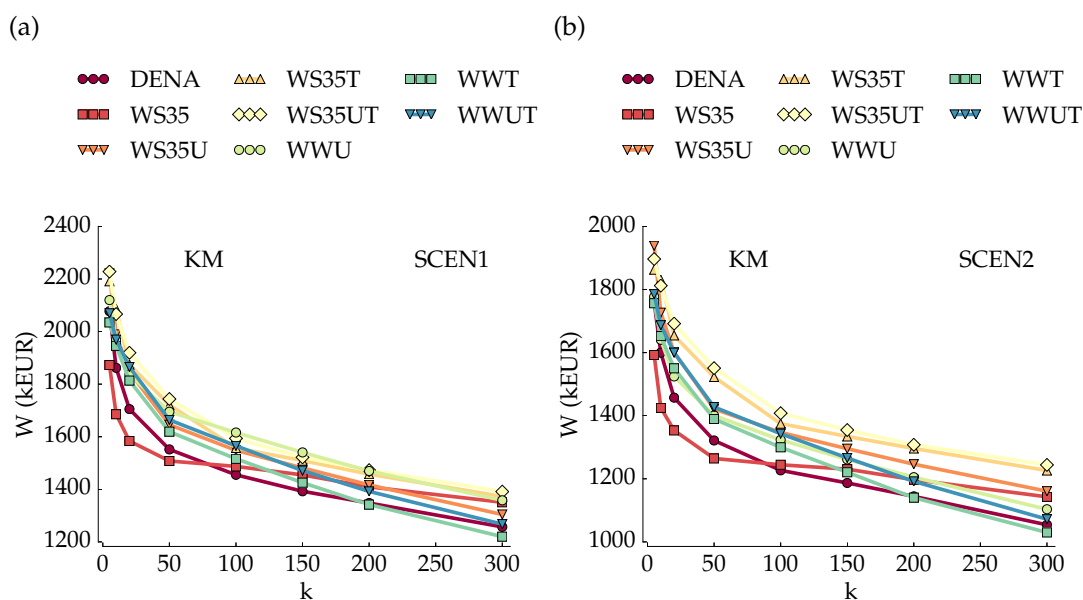 (a)
DENA WS35T WWT
WS35 WS35UT WWUT
WS35U WWU
2400
2200
2000
1800
1600
1400
1200
W (kEUR)
KM SCEN1
0 50 100 150 200 250 300
k
(b)
DENA WS35T WWT
WS35 WS35UT WWUT
WS35U WWU
2000
1800
1600
1400
1200
1000
W (kEUR)
KM SCEN2
0 50 100 150 200 250 300
k